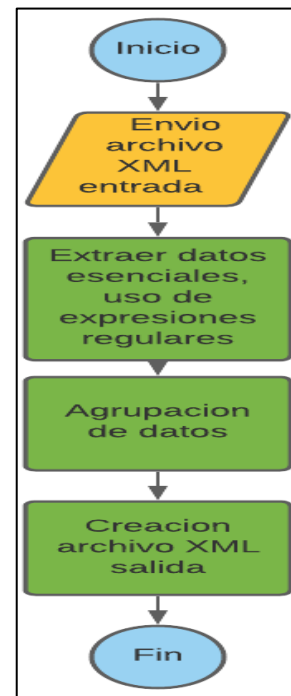 Inicio
Envio
archivo
XML
entrada
Extraer datos
esenciales,
uso de
expresiones
regulares
Agrupacion
de datos
Creacion
archivo XML
salida
Fin